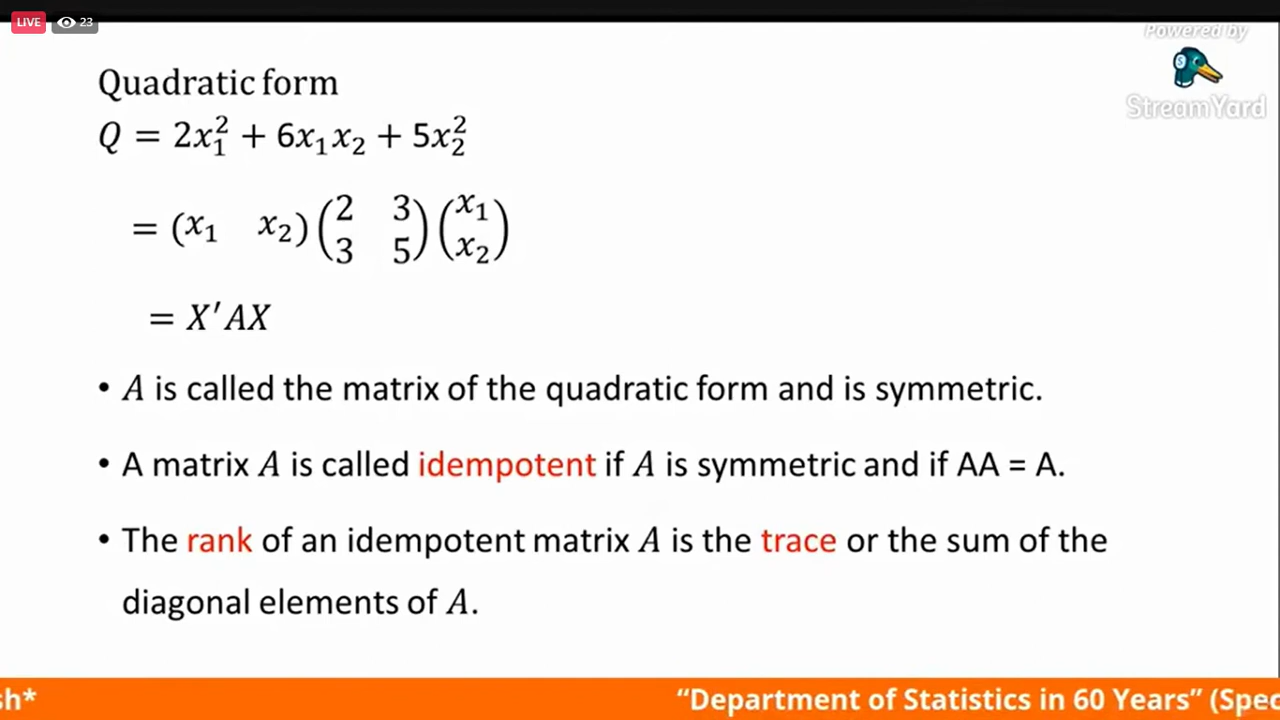 LIVE 23
Powered by
StreamYard
Quadratic form
Q = 2x₁² + 6x₁x₂ + 5x₂²
= (x₁ x₂) (2 3; 3 5) (x₁; x₂)
= X′AX
• A is called the matrix of the quadratic form and is symmetric.
• A matrix A is called idempotent if A is symmetric and if AA = A.
• The rank of an idempotent matrix A is the trace or the sum of the
diagonal elements of A.
sh* “Department of Statistics in 60 Years” (Spec